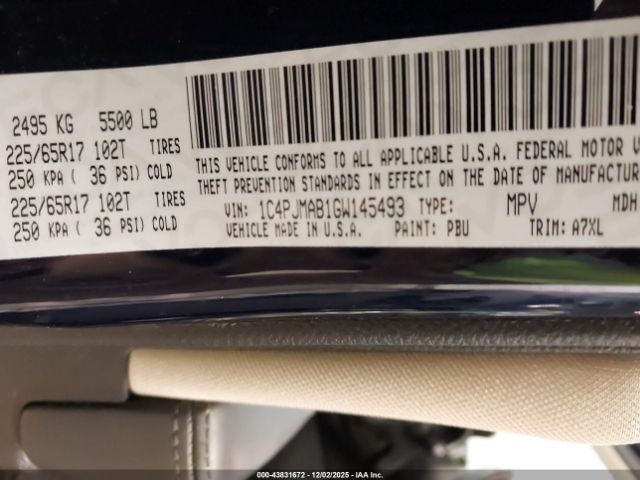 2495 KG 5500 LB
225/65R17 102T TIRES
250 KPA ( 36 PSI) COLD
225/65R17 102T TIRES
250 KPA ( 36 PSI) COLD
THIS VEHICLE CONFORMS TO ALL APPLICABLE U.S.A. FEDERAL MOTOR V
THEFT PREVENTION STANDARDS IN EFFECT ON THE DATE OF MANUFACTUR
VIN: 1C4PJMAB1GW145493 TYPE: MPV MDH
VEHICLE MADE IN U.S.A. PAINT: PBU TRIM: A7XL
000-43831672 | 12/02/2025 | IAA Inc.